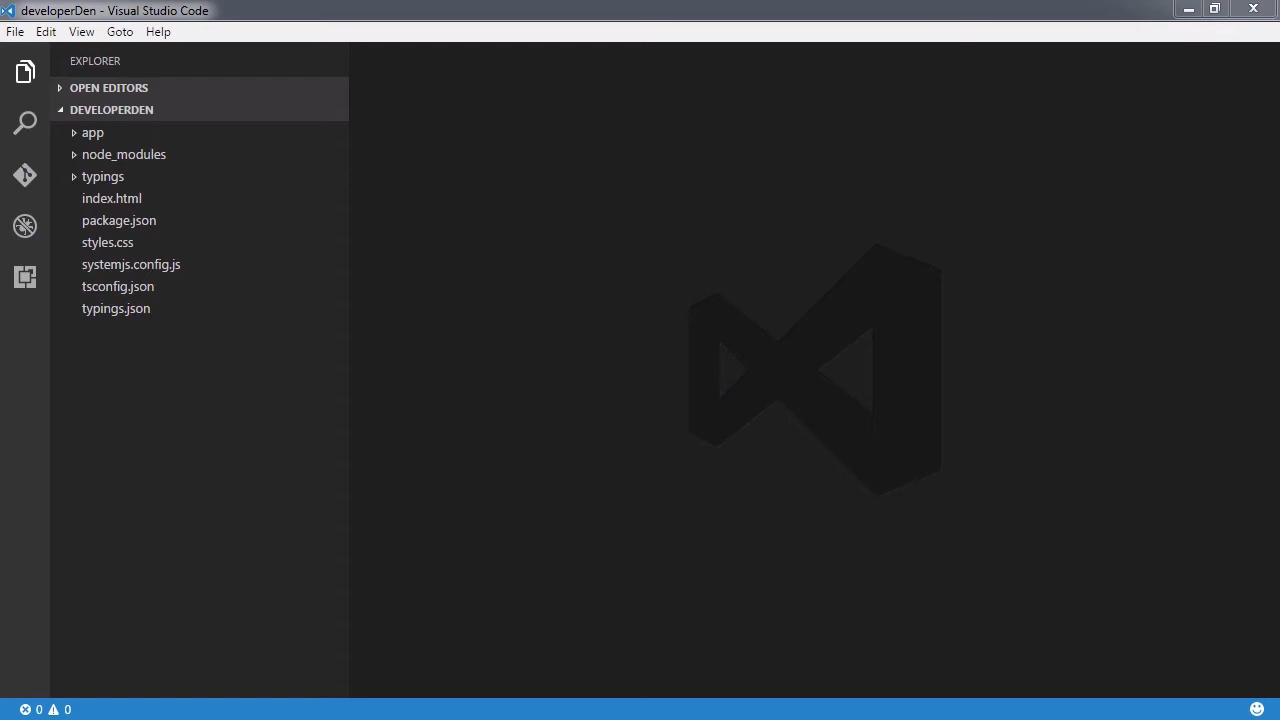 developerDen - Visual Studio Code
File Edit View Goto Help
EXPLORER
OPEN EDITORS
DEVELOPERDEN
app
node_modules
typings
index.html
package.json
styles.css
systemjs.config.js
tsconfig.json
typings.json
0 0